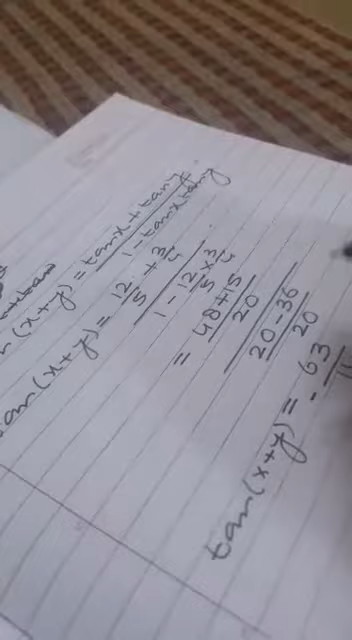 (x+y) = tanx + tany / 1 - tanx tany
tan(x+y) = 12/5 + 3/4 / 1 - 12/5 × 3/4
= 48+15/20 / 20-36/20
tan(x+y) = - 63/